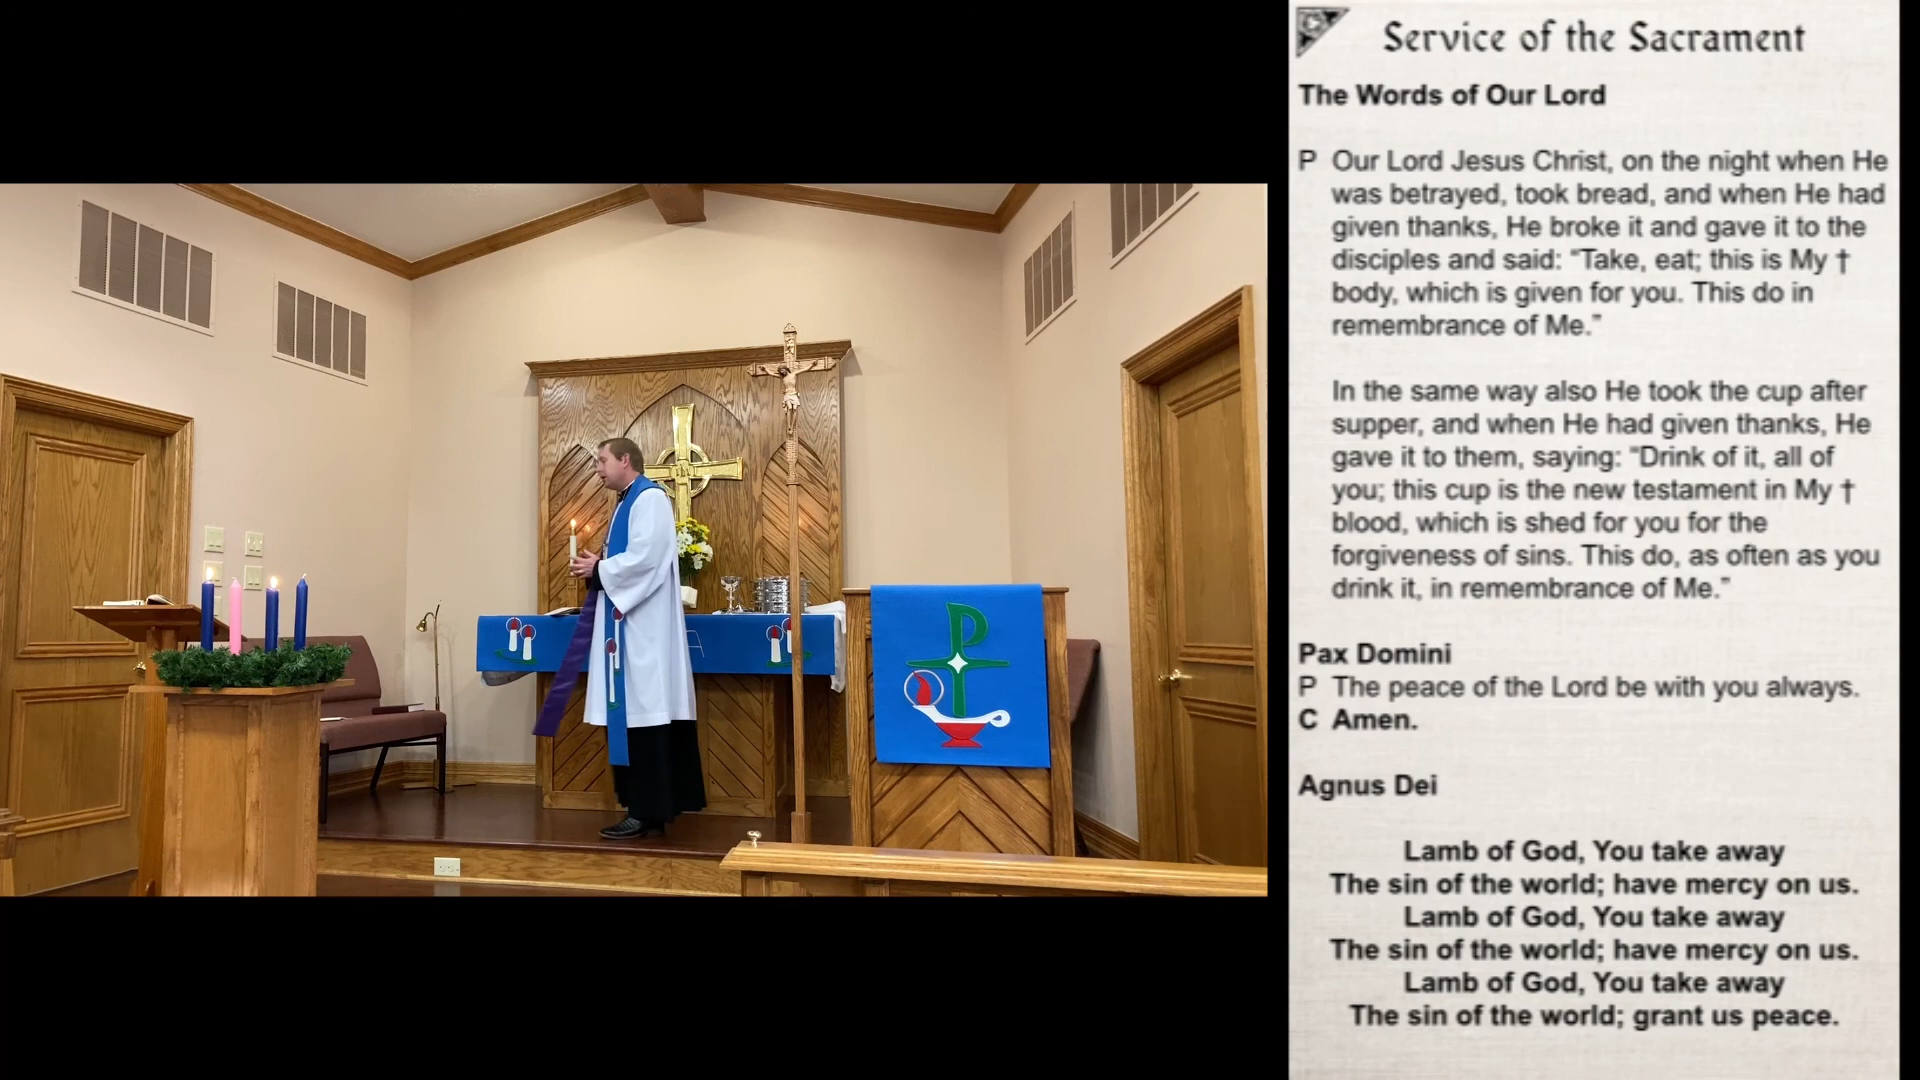 Service of the Sacrament
The Words of Our Lord
P Our Lord Jesus Christ, on the night when He
was betrayed, took bread, and when He had
given thanks, He broke it and gave it to the
disciples and said: “Take, eat; this is My †
body, which is given for you. This do in
remembrance of Me.”
In the same way also He took the cup after
supper, and when He had given thanks, He
gave it to them, saying: “Drink of it, all of
you; this cup is the new testament in My †
blood, which is shed for you for the
forgiveness of sins. This do, as often as you
drink it, in remembrance of Me.”
Pax Domini
P The peace of the Lord be with you always.
C Amen.
Agnus Dei
Lamb of God, You take away
The sin of the world; have mercy on us.
Lamb of God, You take away
The sin of the world; have mercy on us.
Lamb of God, You take away
The sin of the world; grant us peace.